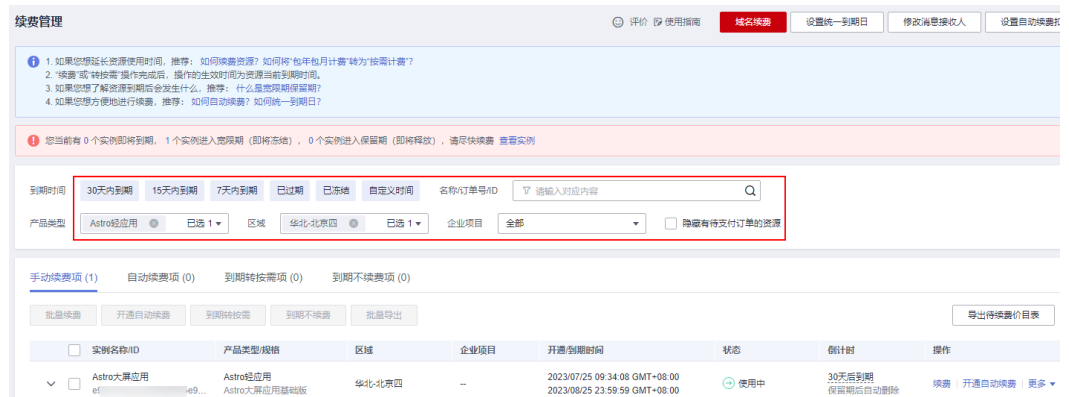 续费管理
评价 使用指南 域名续费 设置统一到期日 修改消息接收人 设置自动续费扣
1. 如果您想延长资源使用时间，推荐： 如何续费资源？如何将“包年包月计费”转为“按需计费”？
2. “续费”或“转按需”操作完成后，操作的生效时间为资源当前到期时间。
3. 如果您想了解资源到期后会发生什么，推荐： 什么是宽限期保留期？
4. 如果您想方便地进行续费，推荐： 如何自动续费？如何统一到期日？
您当前有 0 个实例即将到期， 1 个实例进入宽限期（即将冻结）， 0 个实例进入保留期（即将释放）， 请尽快续费 查看实例
到期时间 30天内到期 15天内到期 7天内到期 已过期 已冻结 自定义时间 名称/订单号/ID 请输入对应内容
产品类型 Astro轻应用 已选 1 区域 华北-北京四 已选 1 企业项目 全部 隐藏有待支付订单的资源
手动续费项 (1) 自动续费项 (0) 到期转按需项 (0) 到期不续费项 (0)
批量续费 开通自动续费 到期转按需 到期不续费 批量导出 导出待续费价目表
实例名称/ID 产品类型/规格 区域 企业项目 开通/到期时间 状态 倒计时 操作
Astro大屏应用 Astro轻应用 华北-北京四 -- 2023/07/25 09:34:08 GMT+08:00 使用中 30天后到期 续费 开通自动续费 更多
e9... Astro大屏应用基础版 2023/08/25 23:59:59 GMT+08:00 保留期后自动删除